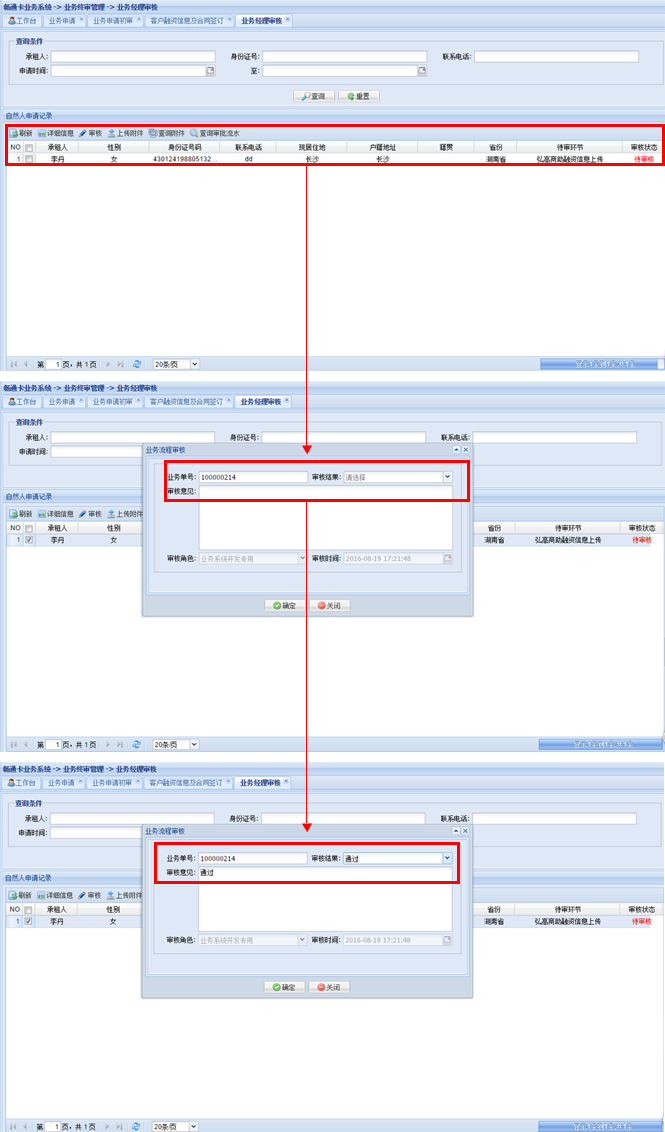 畅通卡业务系统 -> 业务终审管理 -> 业务经理审核
工作台 业务申请 业务申请初审 客户融资信息及合同签订 业务经理审核
查询条件
承租人: 身份证号: 联系电话:
申请时间: 至:
查询 重置
自然人申请记录
刷新 详细信息 审核 上传附件 查询附件 查询审批流水
NO 承租人 性别 身份证号码 联系电话 现居住地 户籍地址 籍贯 省份 待审环节 审核状态
1 李丹 女 430124198805132... dd 长沙 长沙 湖南省 弘高商助融资信息上传 待审核
第 1 页，共 1 页 20条/页
畅通卡业务系统 -> 业务终审管理 -> 业务经理审核
工作台 业务申请 业务申请初审 客户融资信息及合同签订 业务经理审核
查询条件
承租人: 身份证号: 联系电话:
申请时间:
业务流程审核
业务单号: 100000214 审核结果: 请选择
审核意见:
审核角色: 业务系统开发专用 审核时间: 2016-08-19 17:21:48
确定 关闭
自然人申请记录
刷新 详细信息 审核 上传附件
NO 承租人 性别 省份 待审环节 审核状态
1 李丹 女 湖南省 弘高商助融资信息上传 待审核
第 1 页，共 1 页 20条/页
畅通卡业务系统 -> 业务终审管理 -> 业务经理审核
工作台 业务申请 业务申请初审 客户融资信息及合同签订 业务经理审核
查询条件
承租人: 身份证号: 联系电话:
申请时间:
业务流程审核
业务单号: 100000214 审核结果: 通过
审核意见: 通过
审核角色: 业务系统开发专用 审核时间: 2016-08-19 17:21:48
确定 关闭
自然人申请记录
刷新 详细信息 审核 上传附件
NO 承租人 性别 省份 待审环节 审核状态
1 李丹 女 湖南省 弘高商助融资信息上传 待审核
第 1 页，共 1 页 20条/页